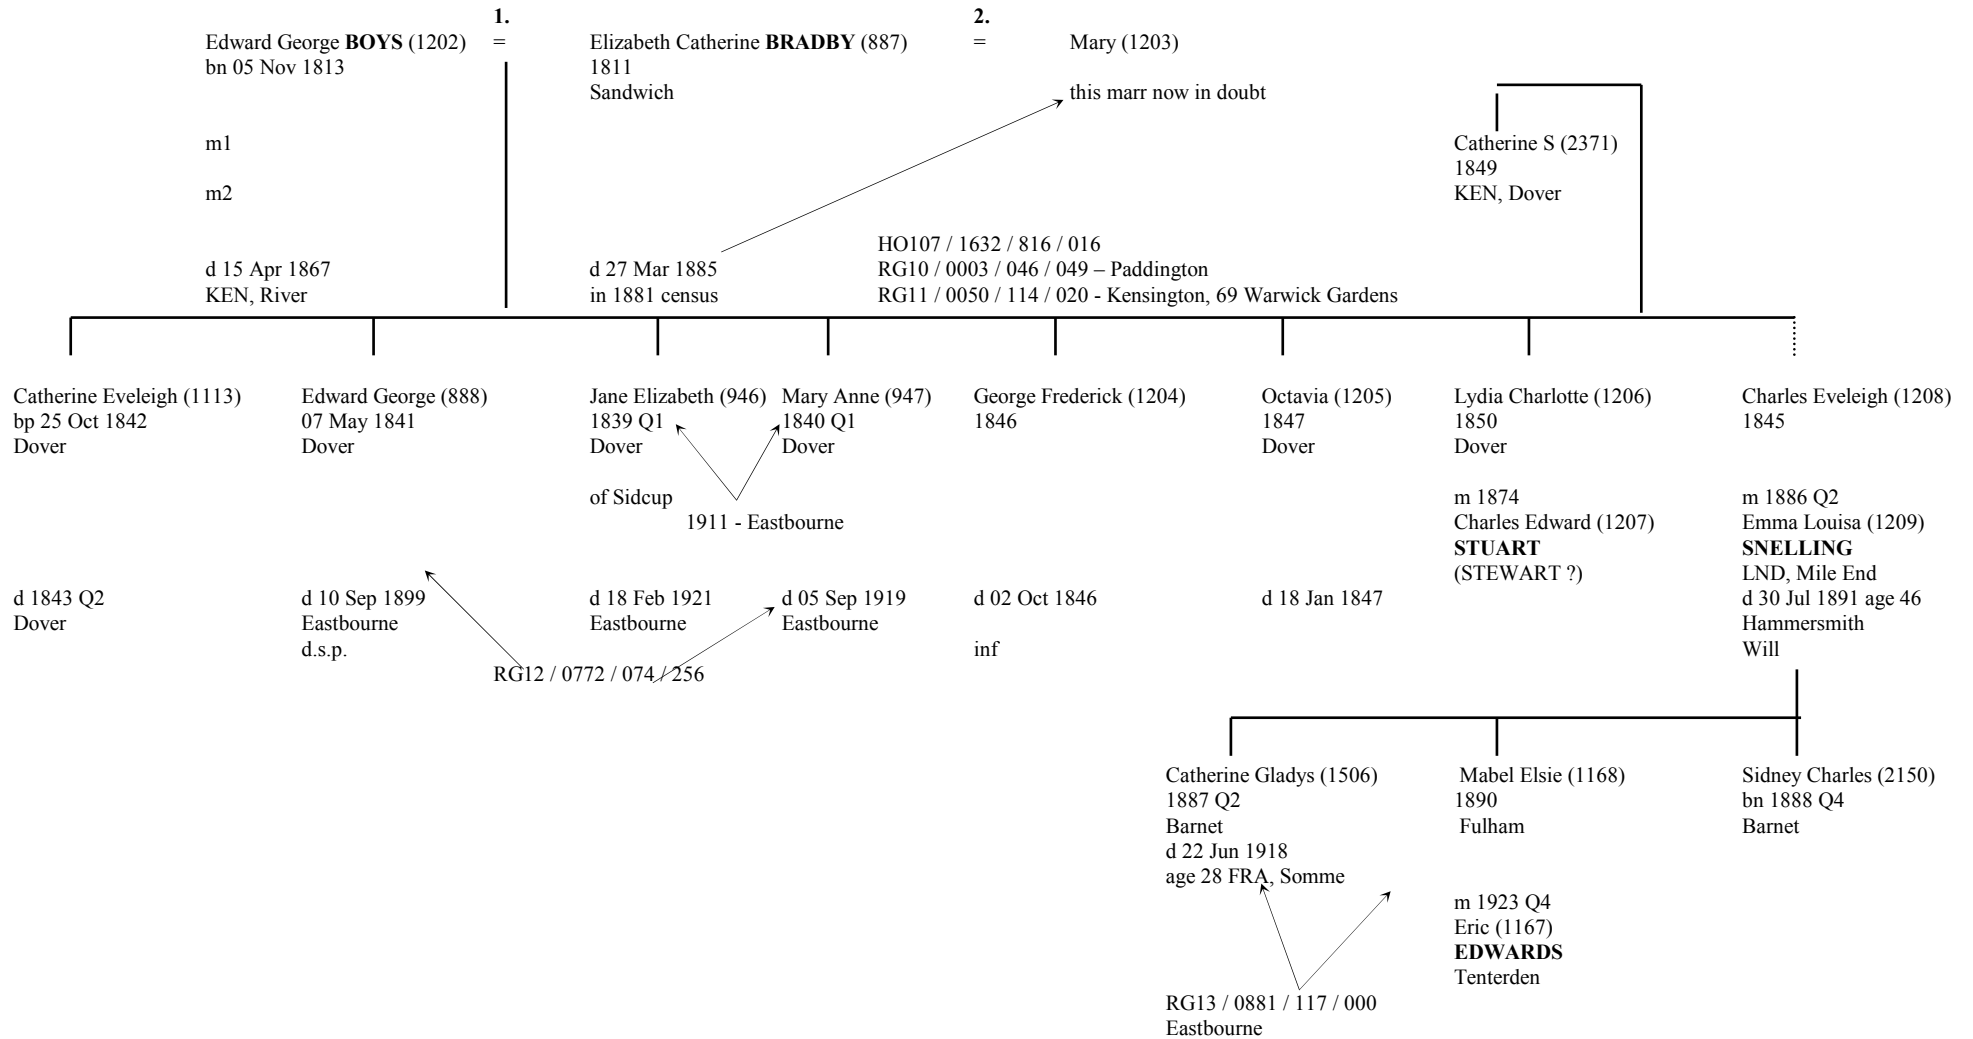 1.
2.
Edward George BOYS (1202)
=
Elizabeth Catherine BRADBY (887)
=
Mary (1203)
bn 05 Nov 1813
1811
Sandwich
this marr now in doubt
m1
m2
Catherine S (2371)
1849
KEN, Dover
d 15 Apr 1867
KEN, River
d 27 Mar 1885
in 1881 census
HO107 / 1632 / 816 / 016
RG10 / 0003 / 046 / 049 – Paddington
RG11 / 0050 / 114 / 020 - Kensington, 69 Warwick Gardens
Catherine Eveleigh (1113)
bp 25 Oct 1842
Dover
d 1843 Q2
Dover
Edward George (888)
07 May 1841
Dover
d 10 Sep 1899
Eastbourne
d.s.p.
Jane Elizabeth (946)
1839 Q1
Dover
of Sidcup
d 18 Feb 1921
Eastbourne
Mary Anne (947)
1840 Q1
Dover
1911 - Eastbourne
d 05 Sep 1919
Eastbourne
RG12 / 0772 / 074 / 256
George Frederick (1204)
1846
d 02 Oct 1846
inf
Octavia (1205)
1847
Dover
d 18 Jan 1847
Lydia Charlotte (1206)
1850
Dover
m 1874
Charles Edward (1207)
STUART
(STEWART ?)
Charles Eveleigh (1208)
1845
m 1886 Q2
Emma Louisa (1209)
SNELLING
LND, Mile End
d 30 Jul 1891 age 46
Hammersmith
Will
Catherine Gladys (1506)
1887 Q2
Barnet
d 22 Jun 1918
age 28 FRA, Somme
Mabel Elsie (1168)
1890
Fulham
m 1923 Q4
Eric (1167)
EDWARDS
Tenterden
Sidney Charles (2150)
bn 1888 Q4
Barnet
RG13 / 0881 / 117 / 000
Eastbourne